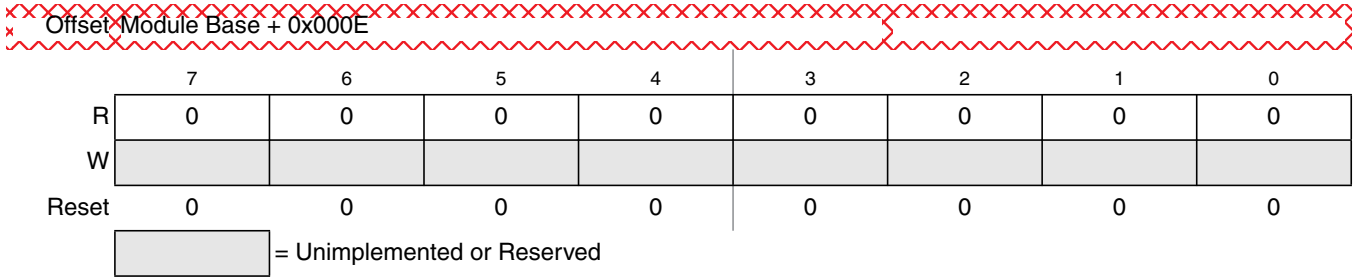 Offset Module Base + 0x000E
7 6 5 4 3 2 1 0
R 0 0 0 0 0 0 0 0
W
Reset 0 0 0 0 0 0 0 0
= Unimplemented or Reserved